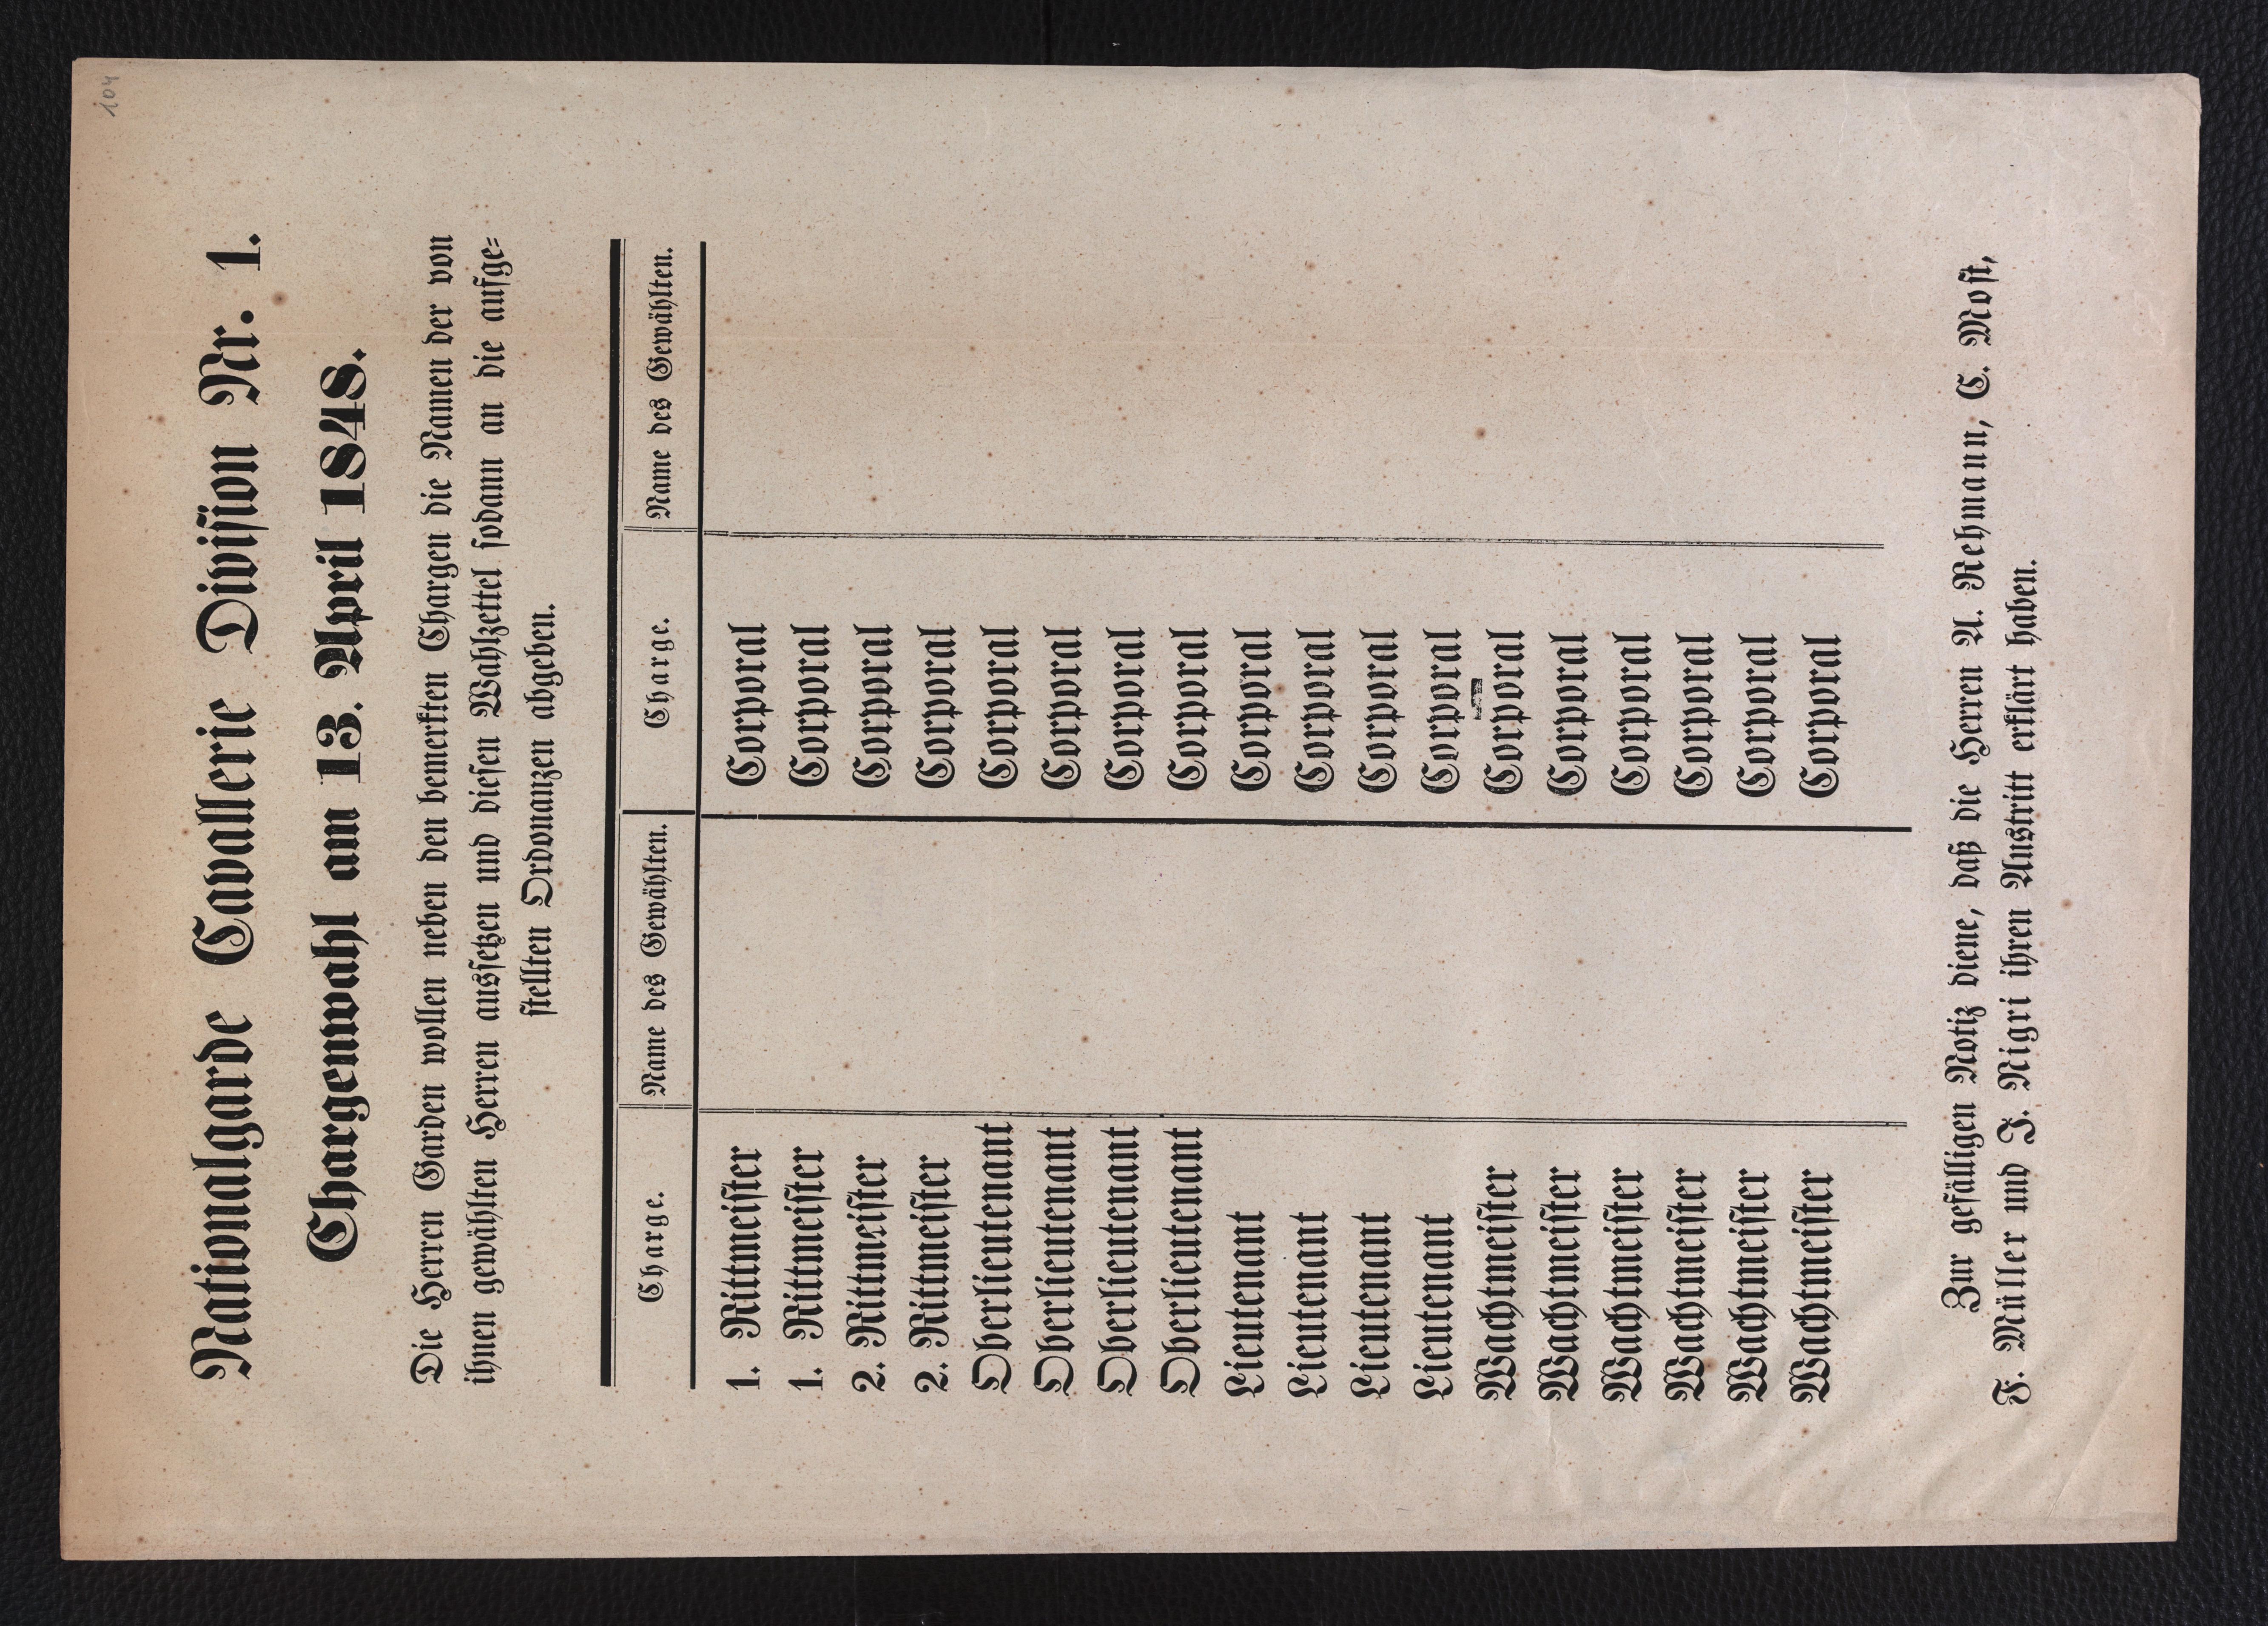 104
Nationalgarde Cavallerie Division Nr. 1.
Chargenwahl am 13. April 1848.
Die Herren Garden wollen neben den bemerkten Chargen die Namen der von
ihnen gewählten Herren aussetzen und diesen Wahlzettel sodann an die aufge=
stellten Ordonanzen abgeben.
Charge. Name des Gewählten. Charge. Name des Gewählten.
1. Rittmeister Corporal
1. Rittmeister Corporal
2. Rittmeister Corporal
2. Rittmeister Corporal
Oberlieutenant Corporal
Oberlieutenant Corporal
Oberlieutenant Corporal
Oberlieutenant Corporal
Lieutenant Corporal
Lieutenant Corporal
Lieutenant Corporal
Lieutenant Corporal
Wachtmeister Corporal
Wachtmeister Corporal
Wachtmeister Corporal
Wachtmeister Corporal
Wachtmeister Corporal
Wachtmeister Corporal
Zur gefälligen Notiz diene, daß die Herren A. Rehmann, C. Most,
F. Müller und J. Nigri ihren Austritt erklärt haben.